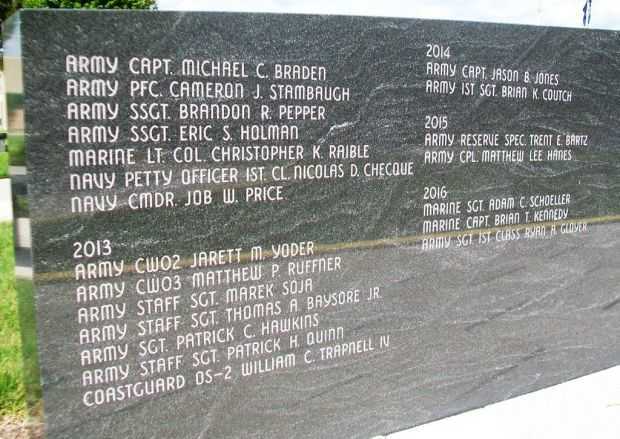 ARMY CAPT. MICHAEL C. BRADEN
ARMY PFC. CAMERON J. STAMBAUGH
ARMY SSGT. BRANDON R. PEPPER
ARMY SSGT. ERIC S. HOLMAN
MARINE LT. COL. CHRISTOPHER K. RAIBLE
NAVY PETTY OFFICER 1ST. CL. NICOLAS D. CHECQUE
NAVY CMDR. JOB W. PRICE
2013
ARMY CWO2 JARETT M. YODER
ARMY CWO3 MATTHEW P. RUFFNER
ARMY STAFF SGT. MAREK SOJA
ARMY STAFF SGT. THOMAS A. BAYSORE JR.
ARMY SGT. PATRICK C. HAWKINS
ARMY STAFF SGT. PATRICK H. QUINN
COASTGUARD OS-2 WILLIAM C. TRAPNELL IV
2014
ARMY CAPT. JASON B. JONES
ARMY 1ST SGT. BRIAN K. COUTCH
2015
ARMY RESERVE SPEC. TRENT E. BARTZ
ARMY CPL. MATTHEW LEE HANES
2016
MARINE SGT. ADAM C. SCHOELLER
MARINE CAPT. BRIAN T. KENNEDY
ARMY SGT. 1ST CLASS RYAN A. GLOYER